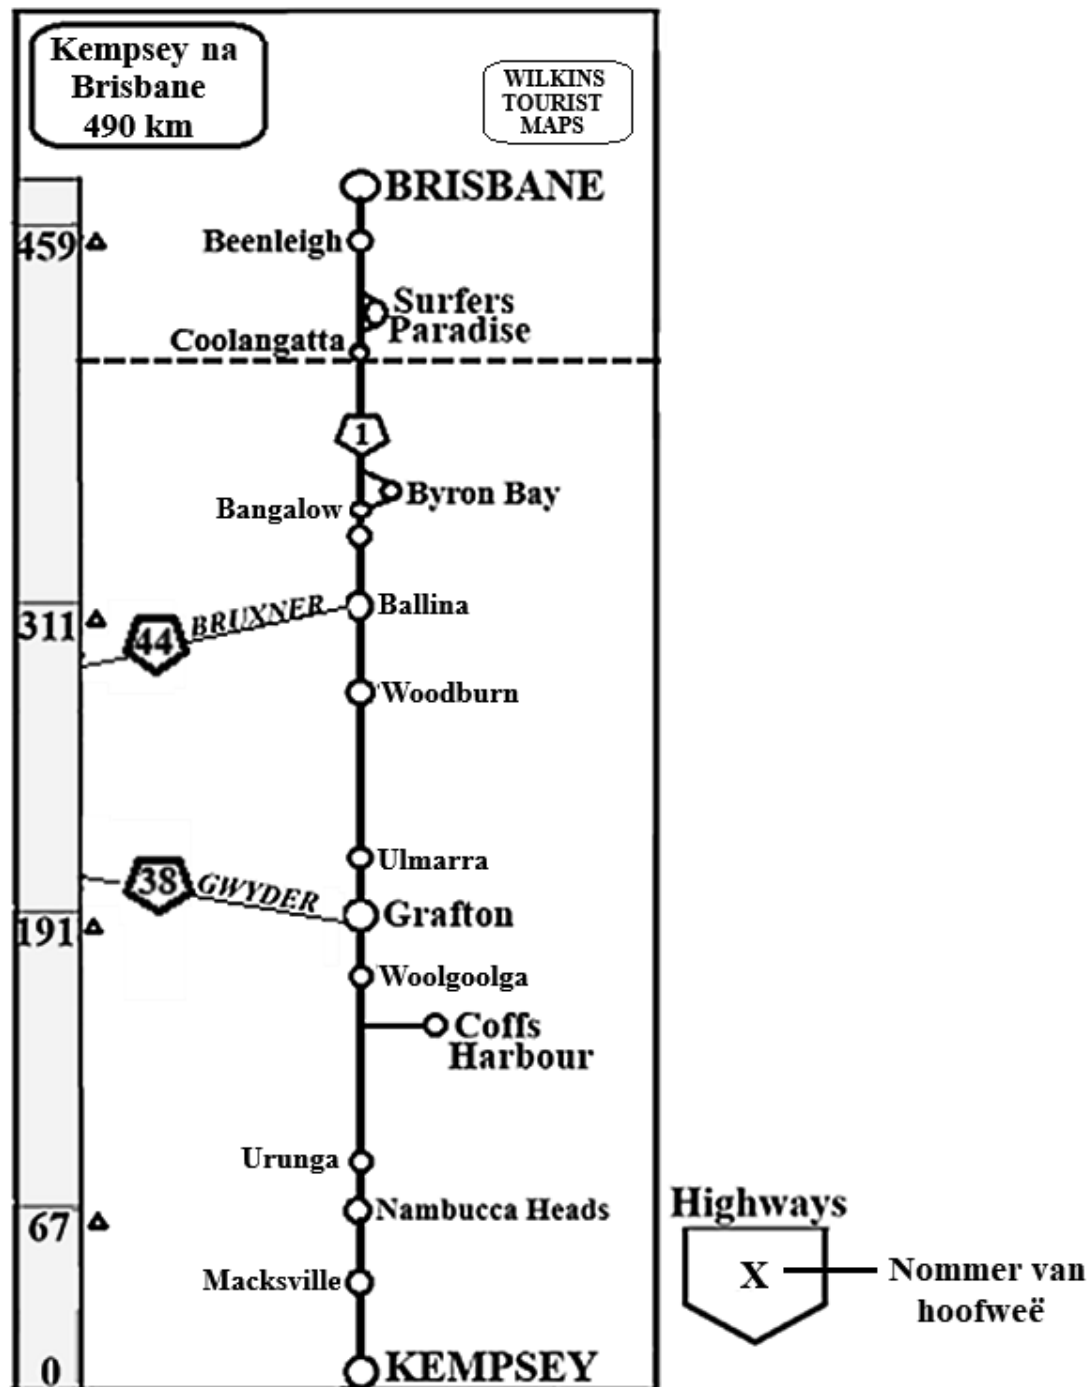 Kempsey na
Brisbane
490 km
WILKINS
TOURIST
MAPS
BRISBANE
459
Beenleigh
Surfers
Paradise
Coolangatta
1
Byron Bay
Bangalow
311
44
BRUXNER
Ballina
Woodburn
Ulmarra
38
GWYDER
191
Grafton
Woolgoolga
Coffs
Harbour
Urunga
67
Nambucca Heads
Macksville
0
KEMPSEY
Highways
X
Nommer van
hoofweë